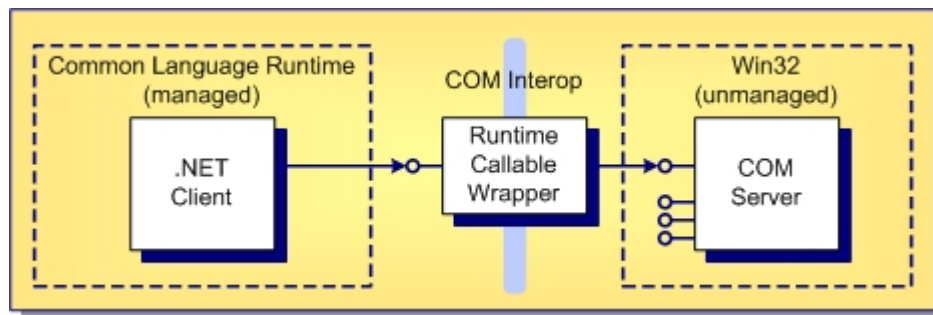 Common Language Runtime
(managed)
.NET
Client
COM Interop
Runtime
Callable
Wrapper
Win32
(unmanaged)
COM
Server